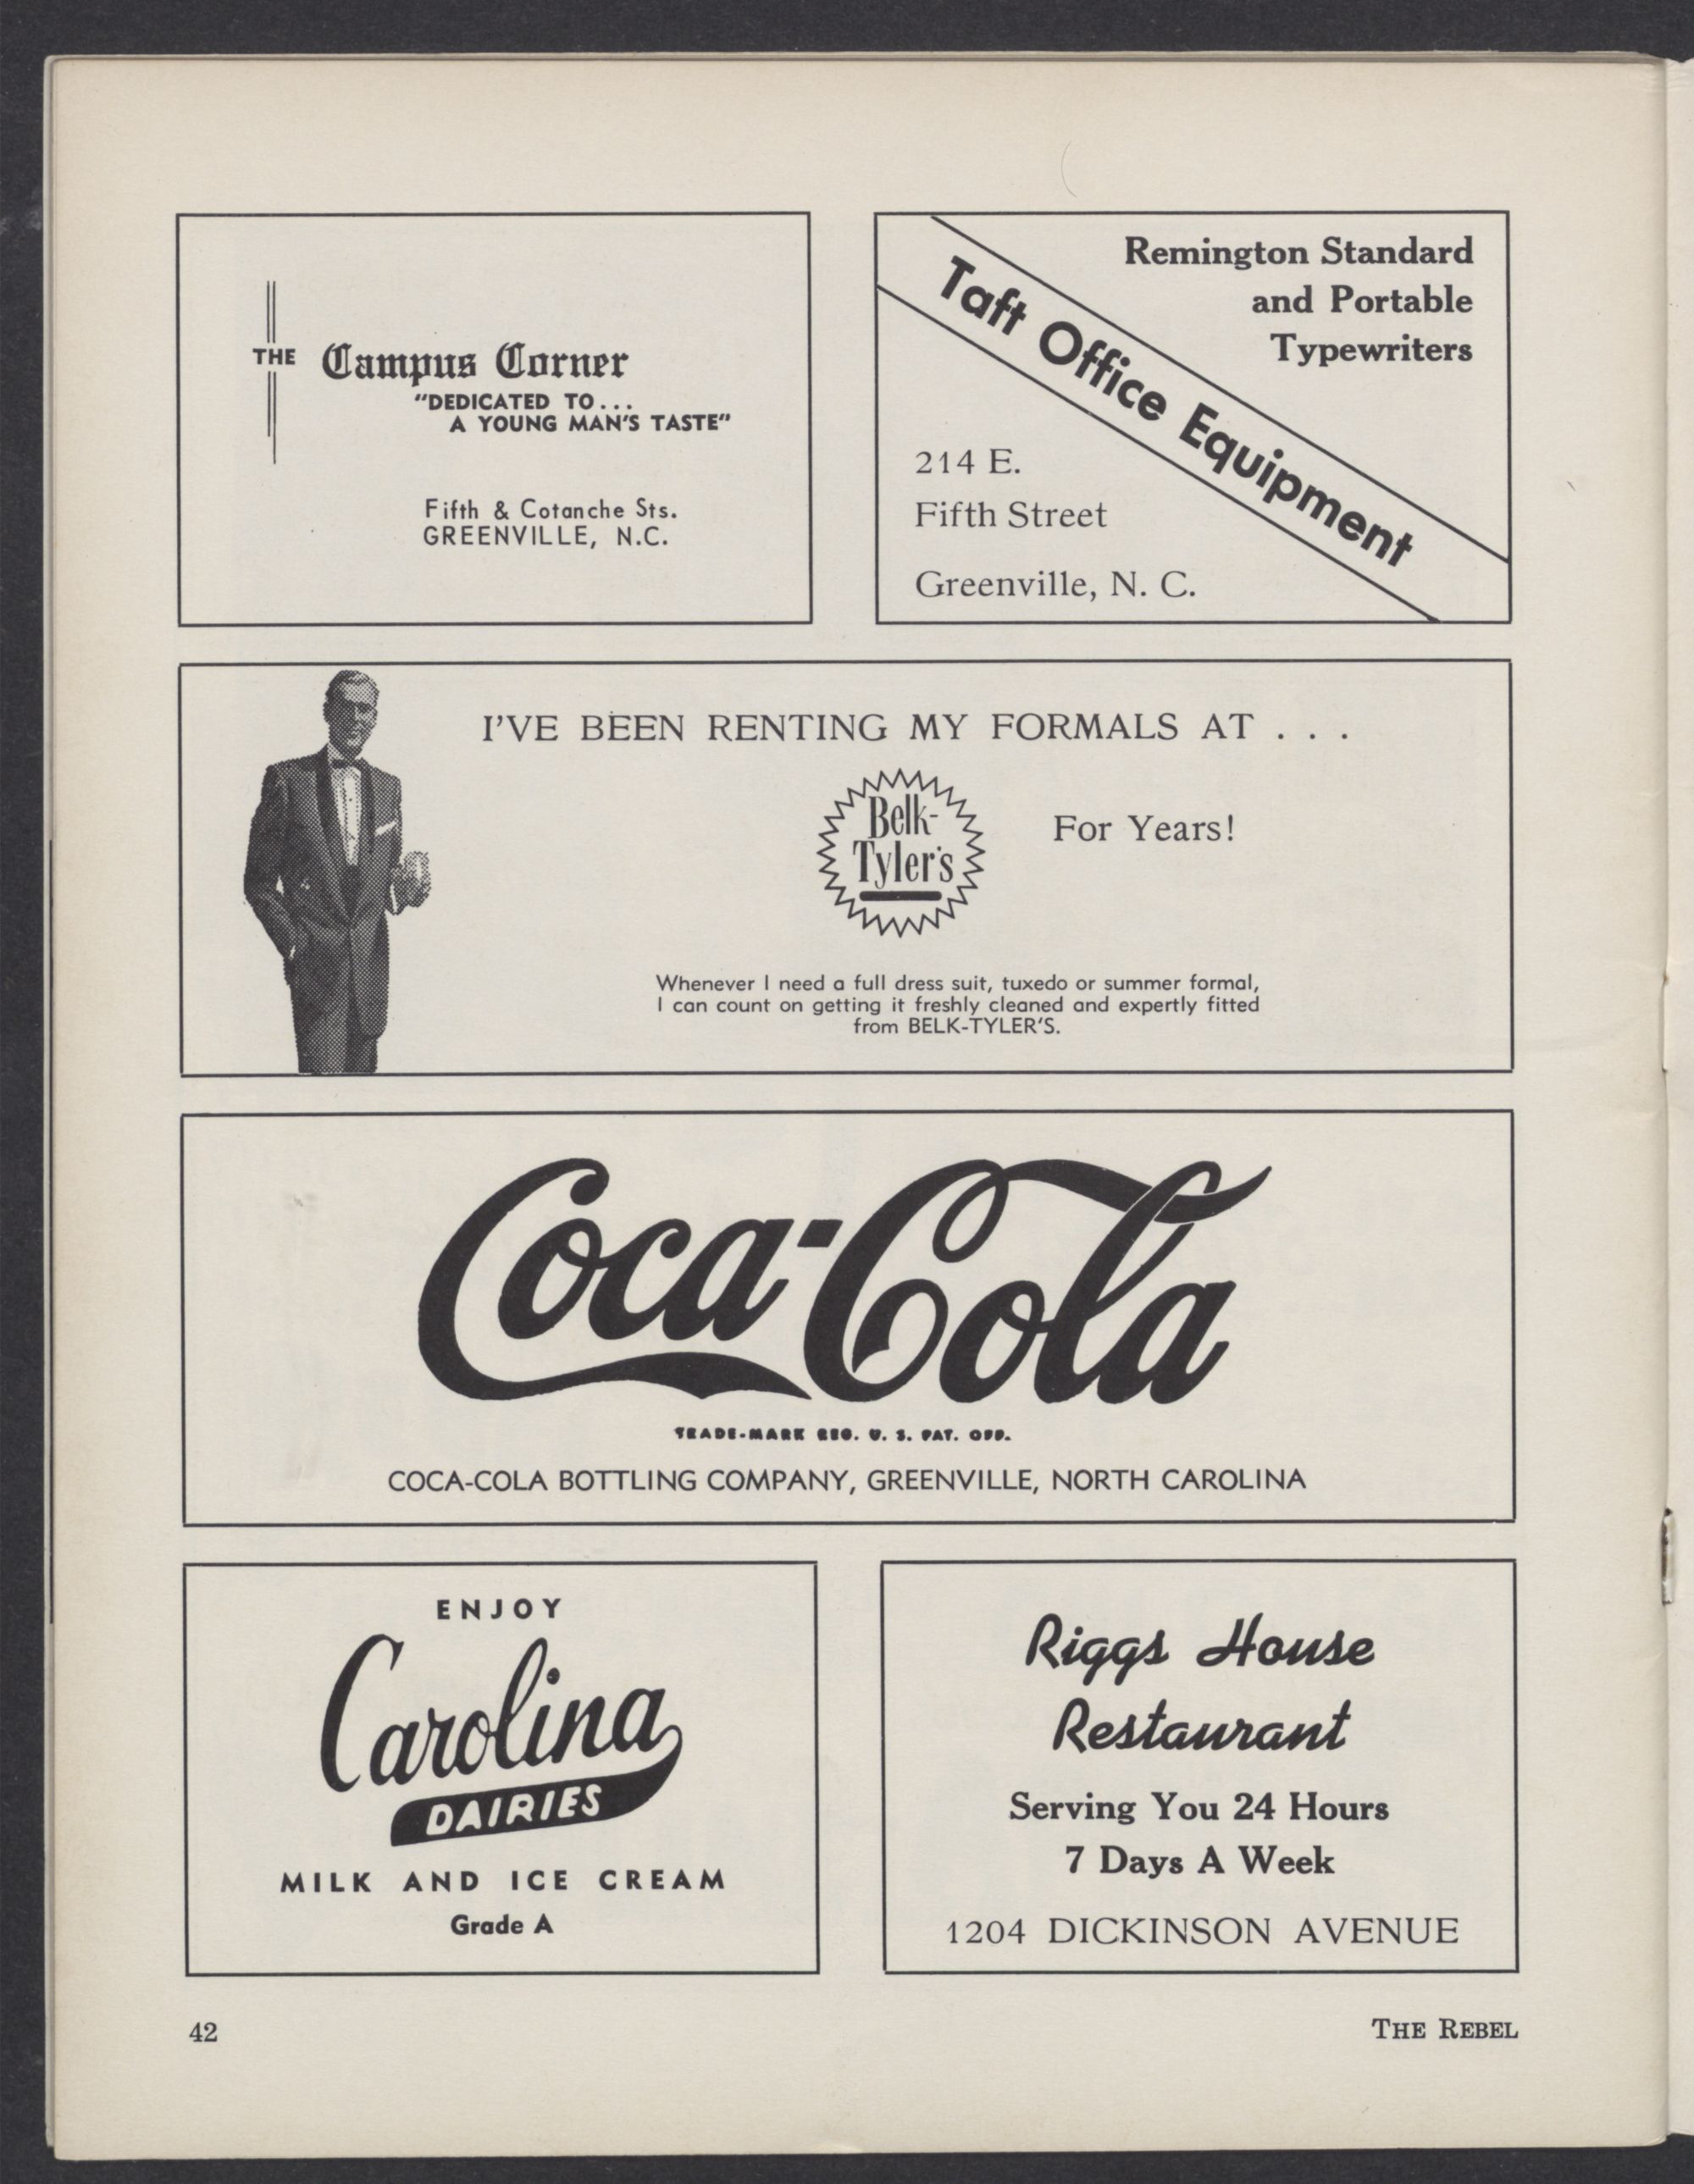 THE Campus Corner
"DEDICATED TO...
A YOUNG MAN'S TASTE"
Fifth & Cotanche Sts.
GREENVILLE, N.C.
Remington Standard
and Portable
Typewriters
Taft Office Equipment
214 E.
Fifth Street
Greenville, N. C.
I'VE BEEN RENTING MY FORMALS AT . . .
Belk-
Tyler's
For Years!
Whenever I need a full dress suit, tuxedo or summer formal,
I can count on getting it freshly cleaned and expertly fitted
from BELK-TYLER'S.
Coca-Cola
TRADE-MARK REG. U. S. PAT. OFF.
COCA-COLA BOTTLING COMPANY, GREENVILLE, NORTH CAROLINA
ENJOY
Carolina
DAIRIES
MILK AND ICE CREAM
Grade A
Riggs House
Restaurant
Serving You 24 Hours
7 Days A Week
1204 DICKINSON AVENUE
42
THE REBEL